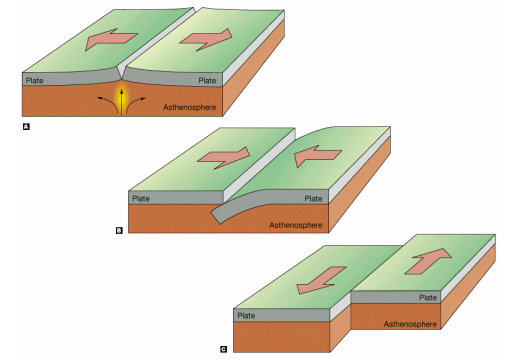 Plate
Plate
Asthenosphere
A
Plate
Plate
Asthenosphere
B
Plate
Plate
Asthenosphere
C